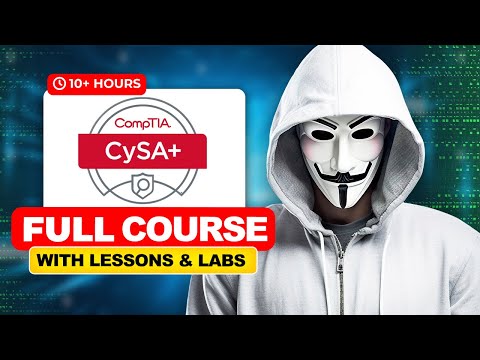 10+ HOURS
CompTIA.
CySA+
FULL COURSE
WITH LESSONS & LABS